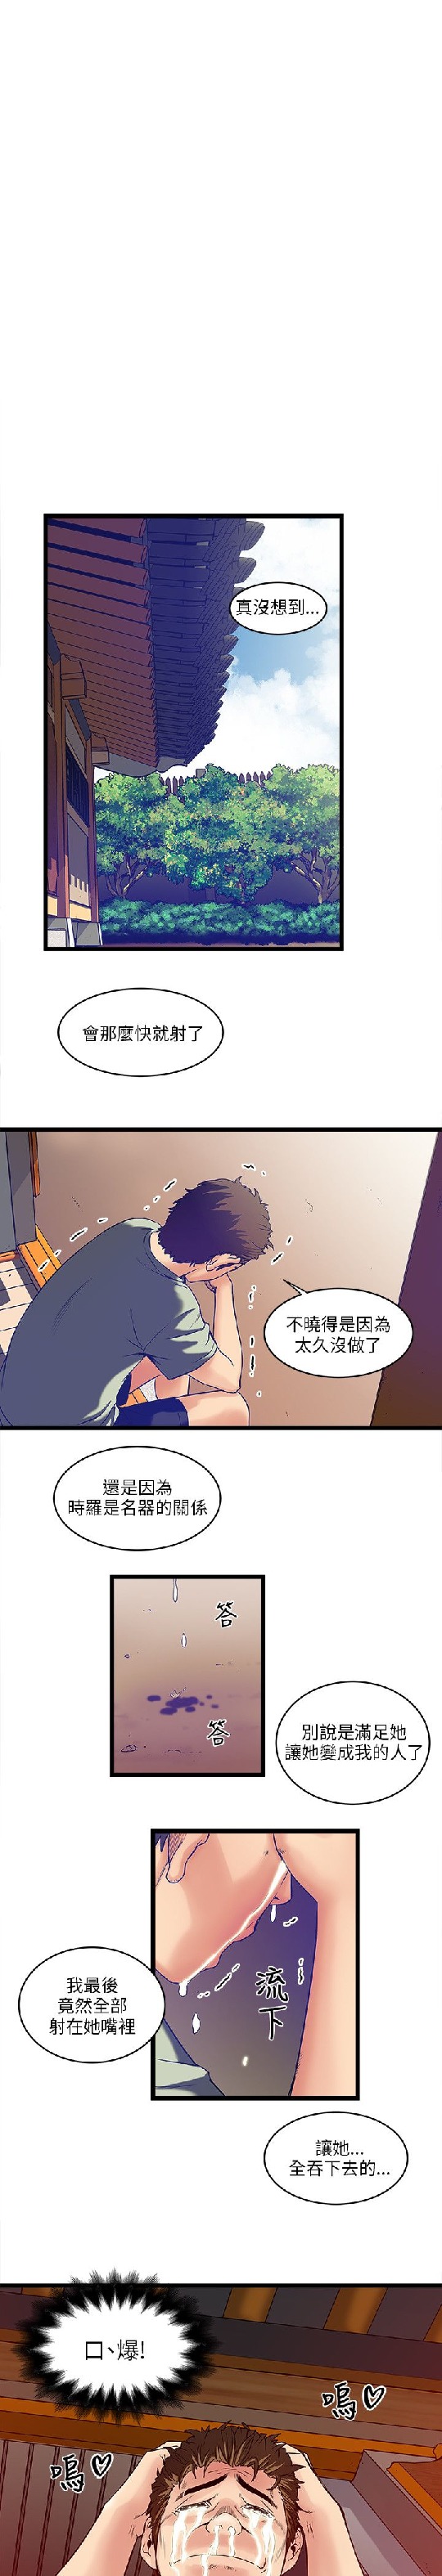 真沒想到...
會那麼快就射了
不曉得是因為
太久沒做了
還是因為
時羅是名器的關係
答
答
別說是滿足她
讓她變成我的人了
我最後
竟然全部
射在她嘴裡
流下
讓她...
全吞下去的...
口、爆!
嗚♡
嗚♡